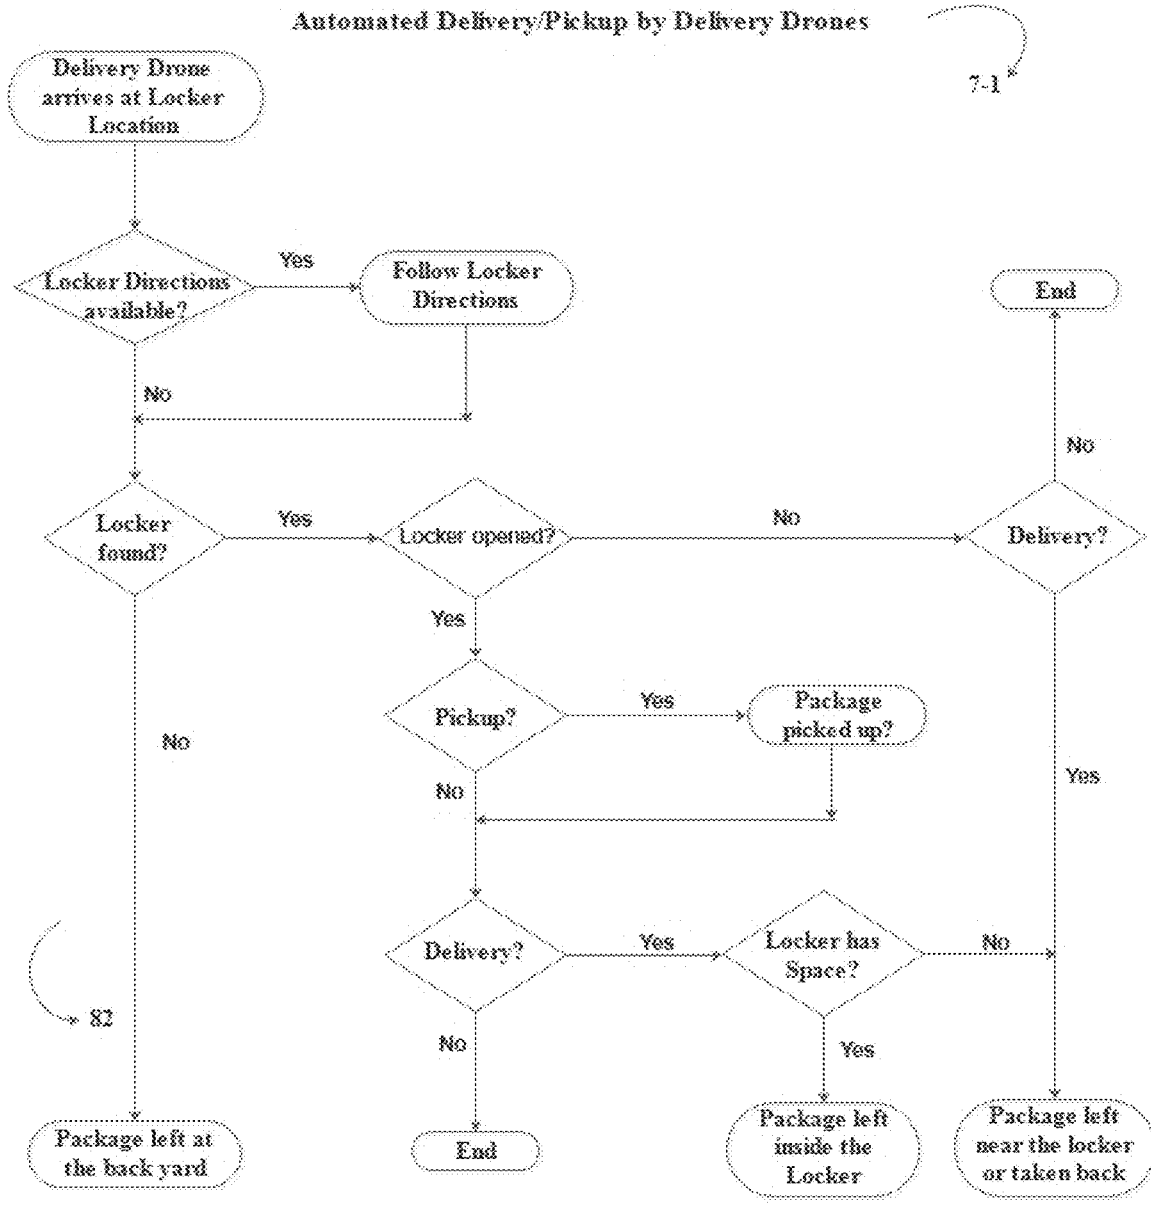 Automated Delivery/Pickup by Delivery Drones
7-1
Delivery Drone
arrives at Locker
Location
Locker Directions
available?
Yes
Follow Locker
Directions
End
No
No
Locker
found?
Yes
Locker opened?
No
Delivery?
Yes
Pickup?
Yes
Package
picked up?
No
No
Yes
Delivery?
Yes
Locker has
Space?
No
82
No
Yes
Package left at
the back yard
End
Package left
inside the
Locker
Package left
near the locker
or taken back